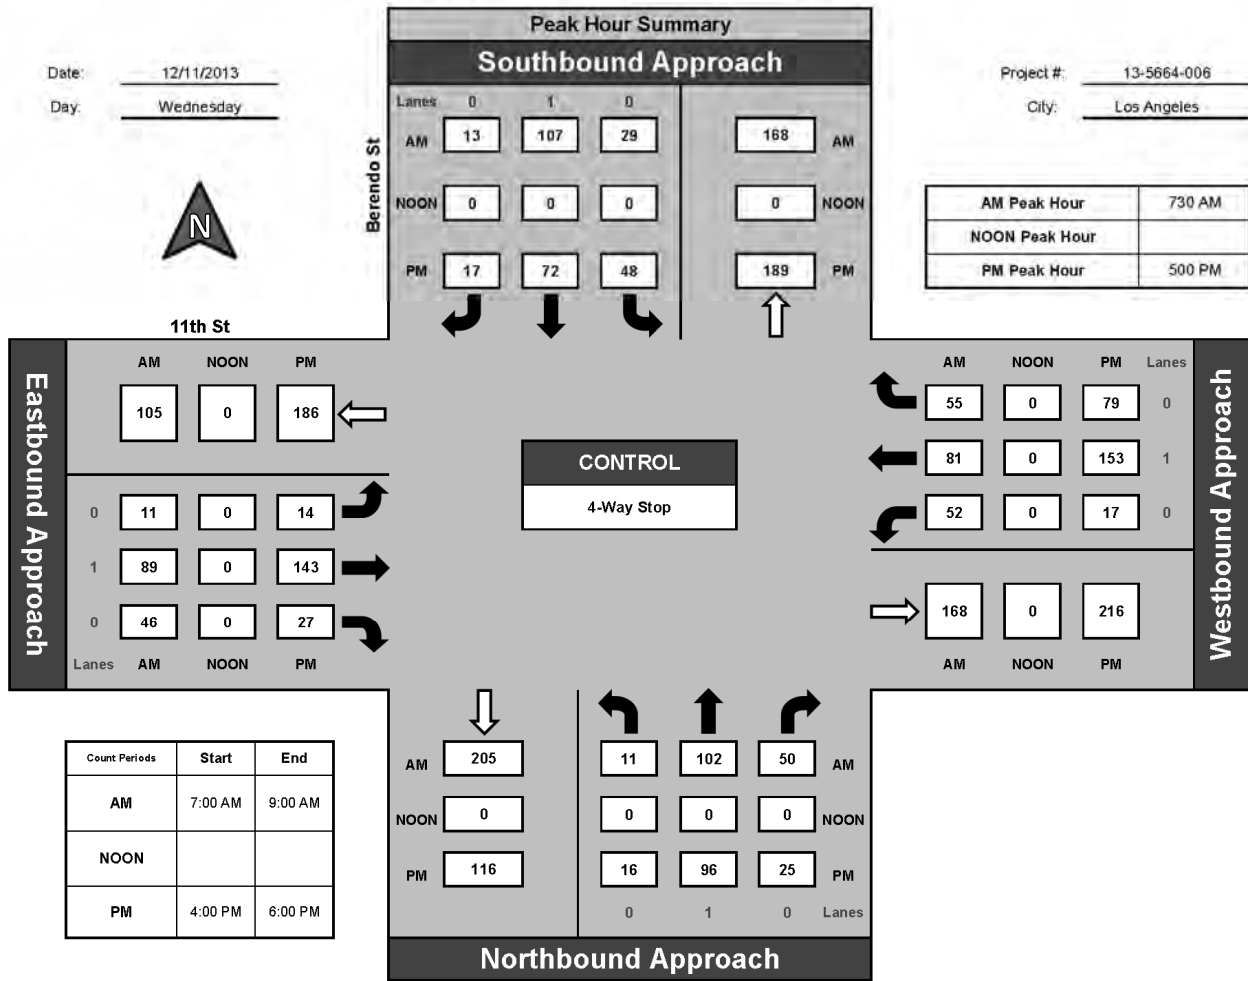 Peak Hour Summary
Southbound Approach
Date: 12/11/2013
Day: Wednesday
Project #: 13-5664-006
City: Los Angeles
N
Berendo St
Lanes 0 1 0
AM 13 107 29 168 AM
NOON 0 0 0 0 NOON
PM 17 72 48 189 PM
AM Peak Hour 730 AM
NOON Peak Hour
PM Peak Hour 500 PM
11th St
Eastbound Approach
AM NOON PM
105 0 186
0 11 0 14
1 89 0 143
0 46 0 27
Lanes AM NOON PM
CONTROL
4-Way Stop
AM NOON PM Lanes
55 0 79 0
81 0 153 1
52 0 17 0
168 0 216
AM NOON PM
Westbound Approach
Count Periods Start End
AM 7:00 AM 9:00 AM
NOON
PM 4:00 PM 6:00 PM
AM 205 11 102 50 AM
NOON 0 0 0 0 NOON
PM 116 16 96 25 PM
0 1 0 Lanes
Northbound Approach